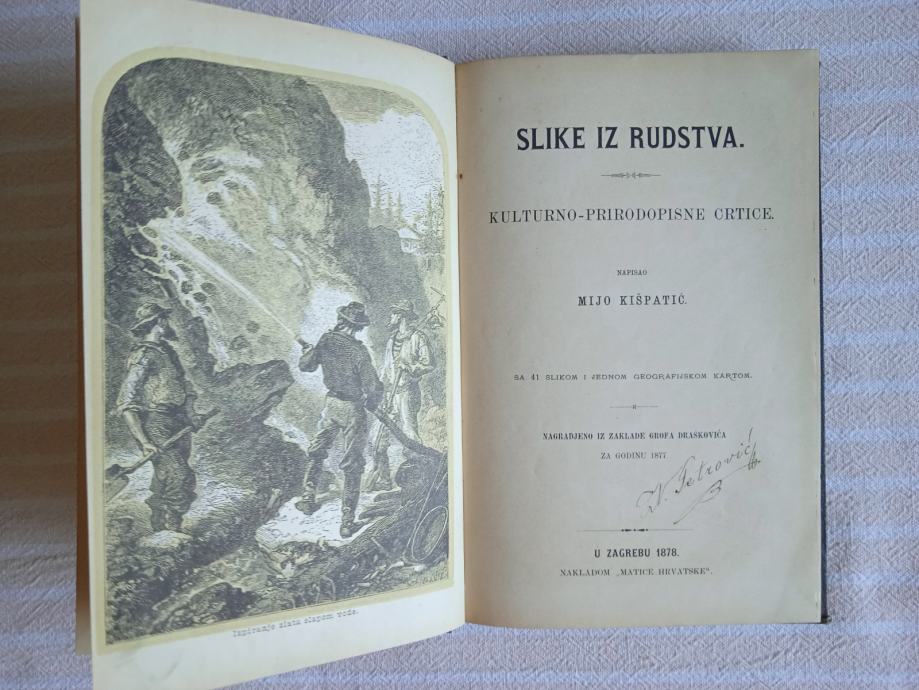 Ispiranje zlata slapom vode.
SLIKE IZ RUDSTVA.
KULTURNO-PRIRODOPISNE CRTICE.
NAPISAO
MIJO KIŠPATIĆ.
SA 41 SLIKOM I JEDNOM GEOGRAFIJSKOM KARTOM.
NAGRADJENO IZ ZAKLADE GROFA DRAŠKOVIĆA
ZA GODINU 1877
Petrović
U ZAGREBU 1878.
NAKLADOM „MATICE HRVATSKE“.